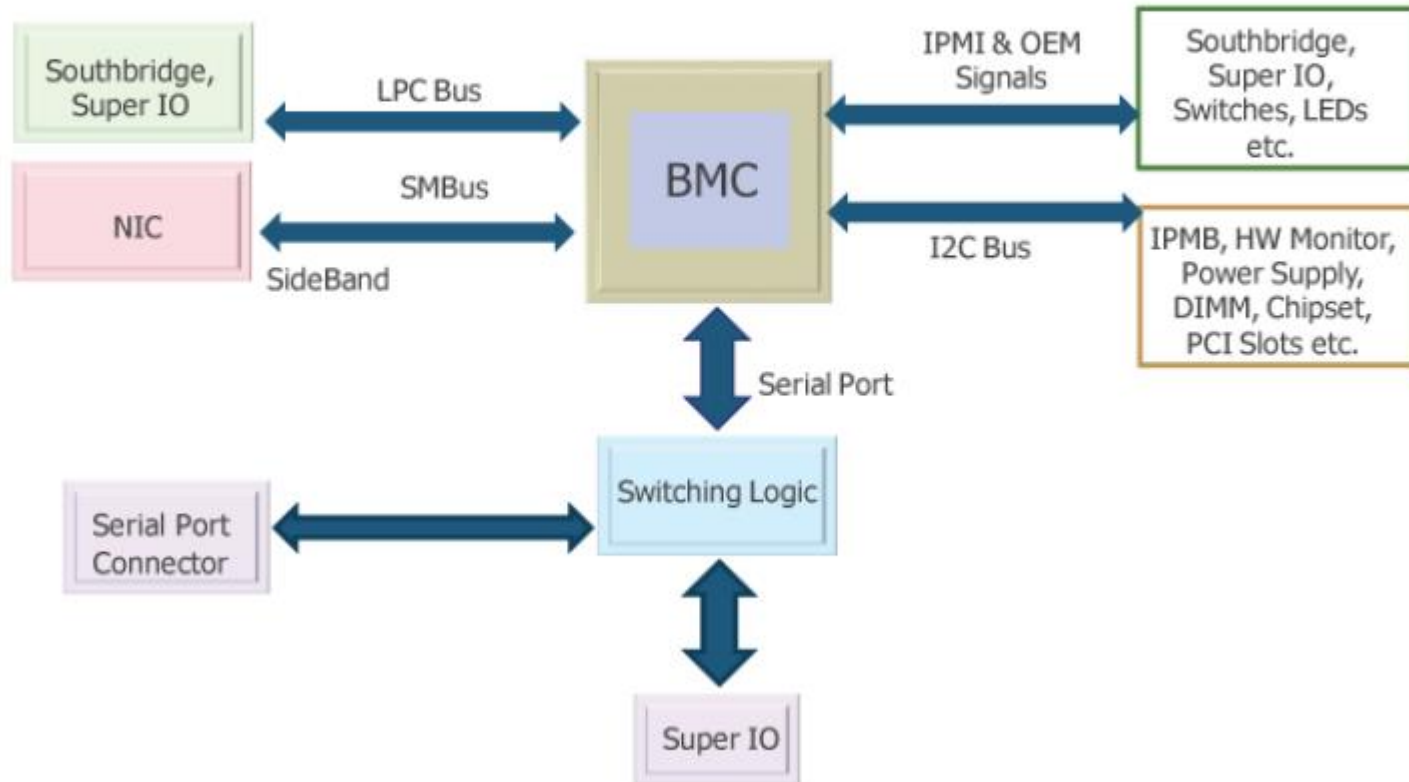 Southbridge,
Super IO
LPC Bus
NIC
SMBus
SideBand
BMC
IPMI & OEM
Signals
Southbridge,
Super IO,
Switches, LEDs
etc.
I2C Bus
IPMB, HW Monitor,
Power Supply,
DIMM, Chipset,
PCI Slots etc.
Serial Port
Switching Logic
Serial Port
Connector
Super IO